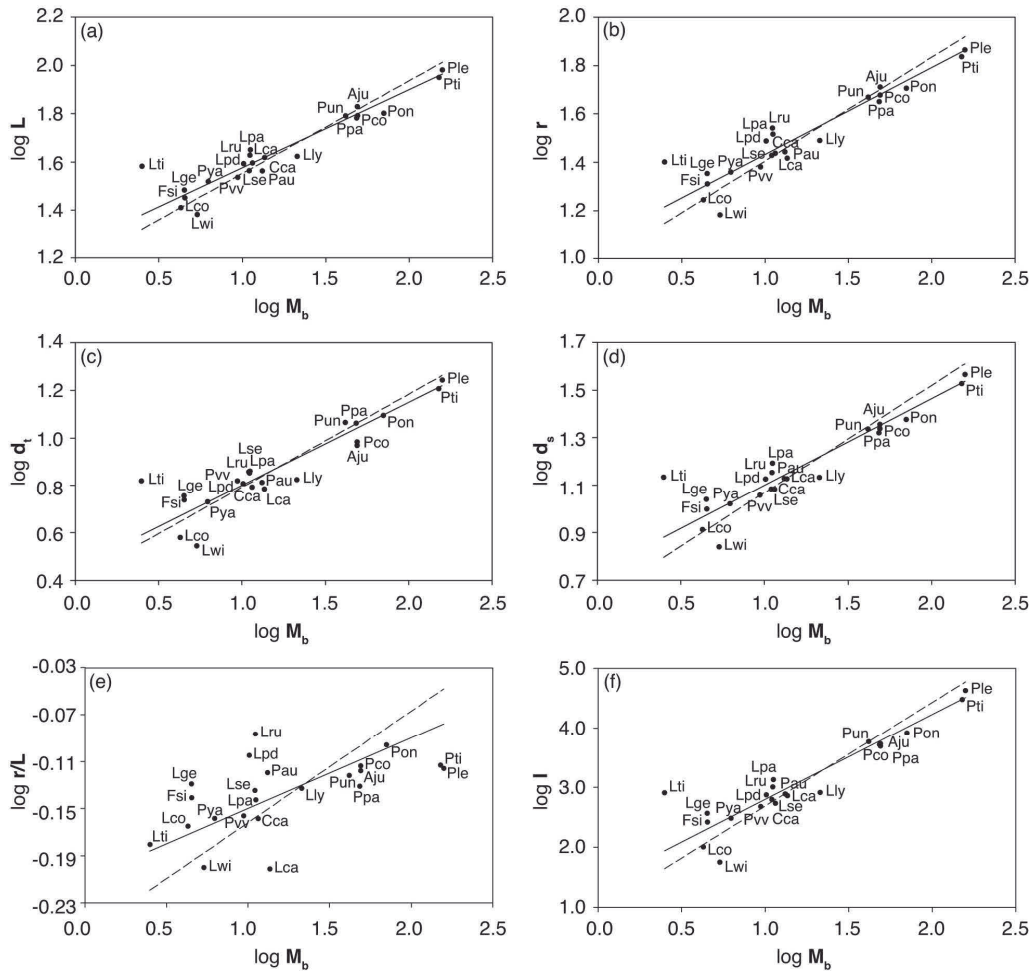 (a)
2.2
2.0
1.8
1.6
1.4
1.2
log L
Ple
Pti
Aju
Pun
Pon
Ppa
Pco
Lpa
Lru
Lca
Lly
Lti
Lpd
Cca
Pya
Lge
Pvv
Lse
Pau
Fsi
Lco
Lwi
0.0 0.5 1.0 1.5 2.0 2.5
log Mb
(b)
2.0
1.8
1.6
1.4
1.2
1.0
log r
Ple
Pti
Aju
Pun
Pco
Pon
Ppa
Lru
Lpa
Lpd
Cca
Lly
Lti
Lge
Pya
Lse
Pau
Fsi
Pvv
Lca
Lco
Lwi
0.0 0.5 1.0 1.5 2.0 2.5
log Mb
(c)
1.4
1.2
1.0
0.8
0.6
0.4
log dt
Ple
Pti
Ppa
Pun
Pon
Pco
Aju
Lse
Lru
Lpa
Pvv
Lti
Lpd
Pau
Lly
Lge
Fsi
Cca
Lca
Pya
Lco
Lwi
0.0 0.5 1.0 1.5 2.0 2.5
log Mb
(d)
1.7
1.5
1.3
1.1
0.9
0.7
log ds
Ple
Pti
Aju
Pun
Pon
Pco
Ppa
Lpa
Lru
Pau
Lti
Lpd
Lca
Lly
Lge
Pya
Cca
Fsi
Pvv
Lse
Lco
Lwi
0.0 0.5 1.0 1.5 2.0 2.5
log Mb
(e)
-0.03
-0.07
-0.11
-0.15
-0.19
-0.23
log r/L
Lru
Lpd
Pon
Pti
Pau
Pco
Ple
Lge
Aju
Pun
Lse
Ppa
Fsi
Lpa
Lly
Pya
Lco
Pvv
Cca
Lti
Lwi
Lca
0.0 0.5 1.0 1.5 2.0 2.5
log Mb
(f)
5.0
4.0
3.0
2.0
1.0
log I
Ple
Pti
Pun
Aju
Pon
Pco
Ppa
Lpa
Lru
Lti
Lpd
Pau
Lly
Lca
Lge
Pya
Lse
Fsi
Pvv
Cca
Lco
Lwi
0.0 0.5 1.0 1.5 2.0 2.5
log Mb